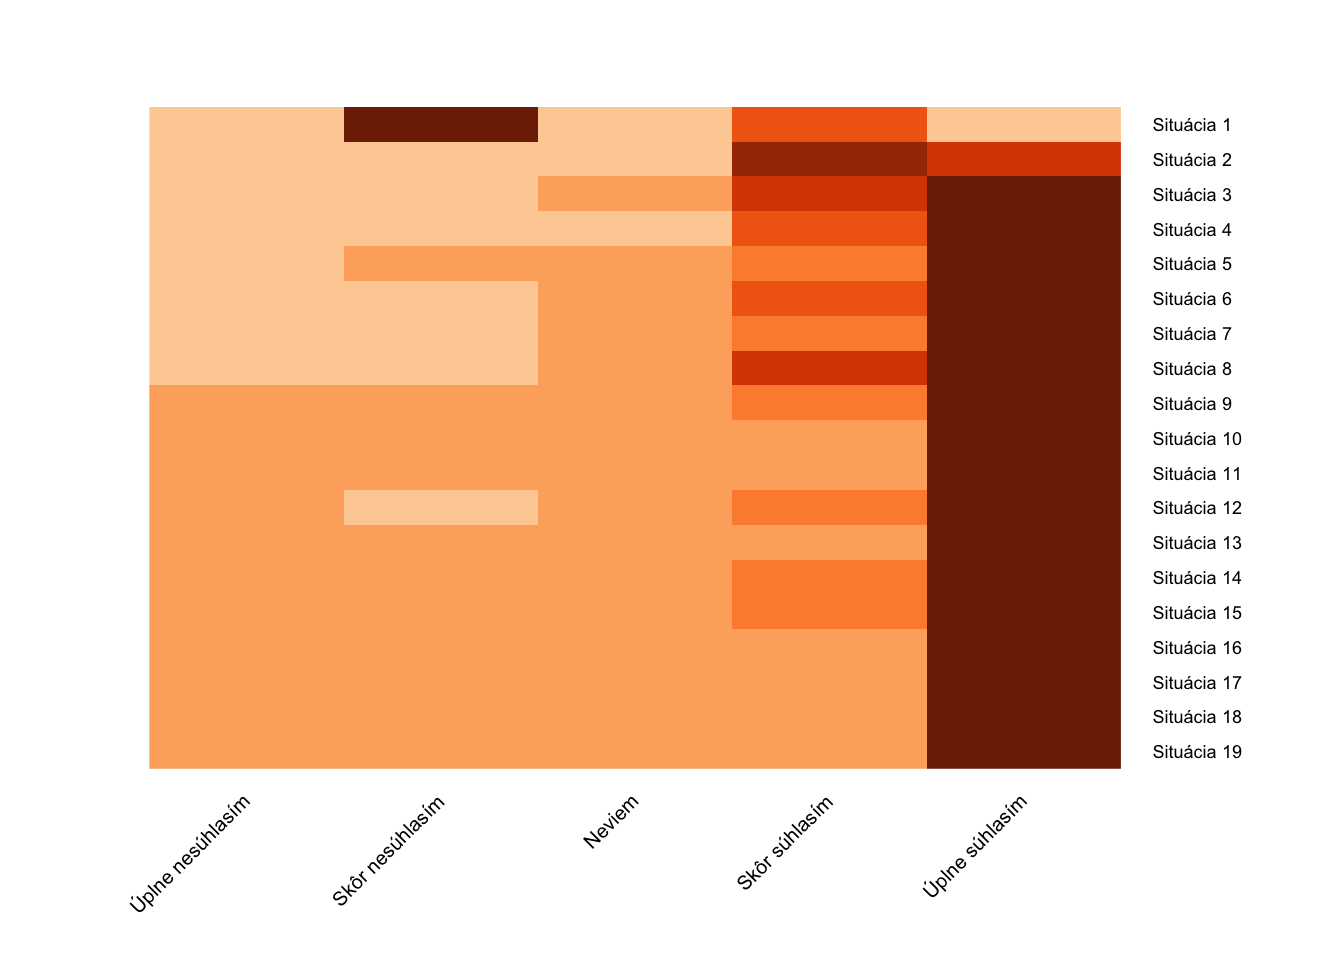 Situácia 1
Situácia 2
Situácia 3
Situácia 4
Situácia 5
Situácia 6
Situácia 7
Situácia 8
Situácia 9
Situácia 10
Situácia 11
Situácia 12
Situácia 13
Situácia 14
Situácia 15
Situácia 16
Situácia 17
Situácia 18
Situácia 19
Úplne nesúhlasím
Skôr nesúhlasím
Neviem
Skôr súhlasím
Úplne súhlasím